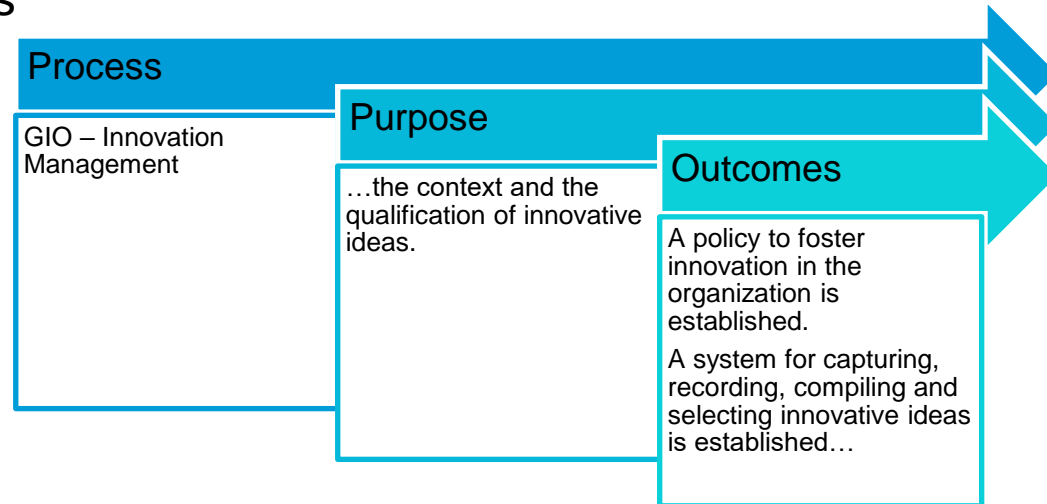 s
Process
GIO – Innovation
Management
Purpose
…the context and the
qualification of innovative
ideas.
Outcomes
A policy to foster
innovation in the
organization is
established.
A system for capturing,
recording, compiling and
selecting innovative ideas
is established…